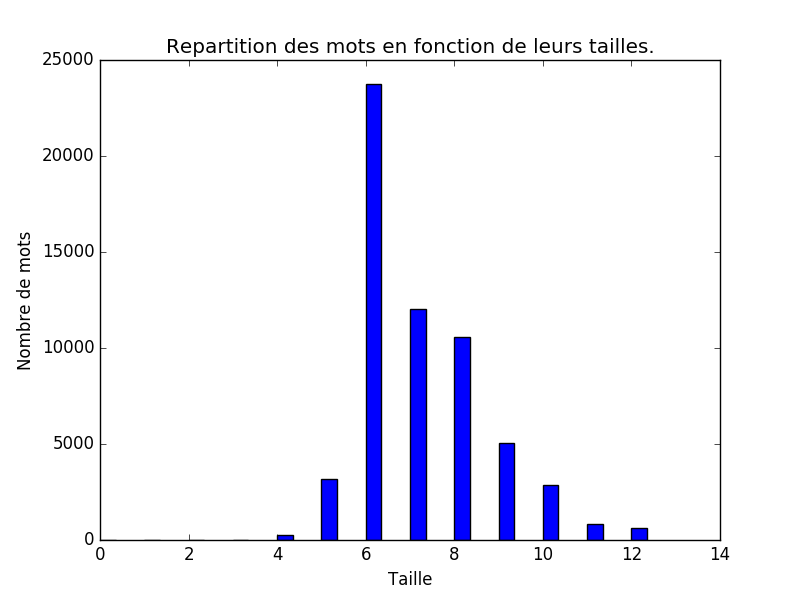 Repartition des mots en fonction de leurs tailles.
25000
20000
15000
10000
5000
0
Nombre de mots
0 2 4 6 8 10 12 14
Taille